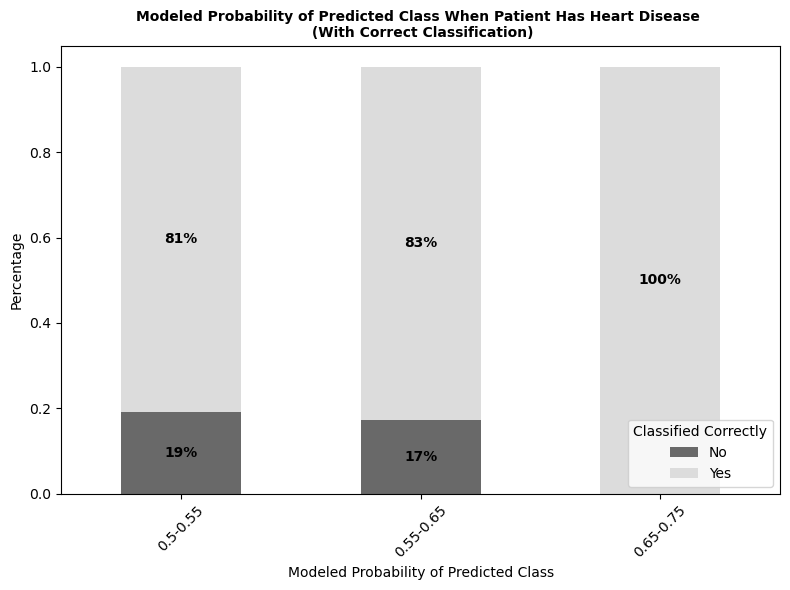 Modeled Probability of Predicted Class When Patient Has Heart Disease
(With Correct Classification)
Percentage
1.0
0.8
0.6
0.4
0.2
0.0
81%
83%
100%
19%
17%
Classified Correctly
No
Yes
0.5-0.55
0.55-0.65
0.65-0.75
Modeled Probability of Predicted Class